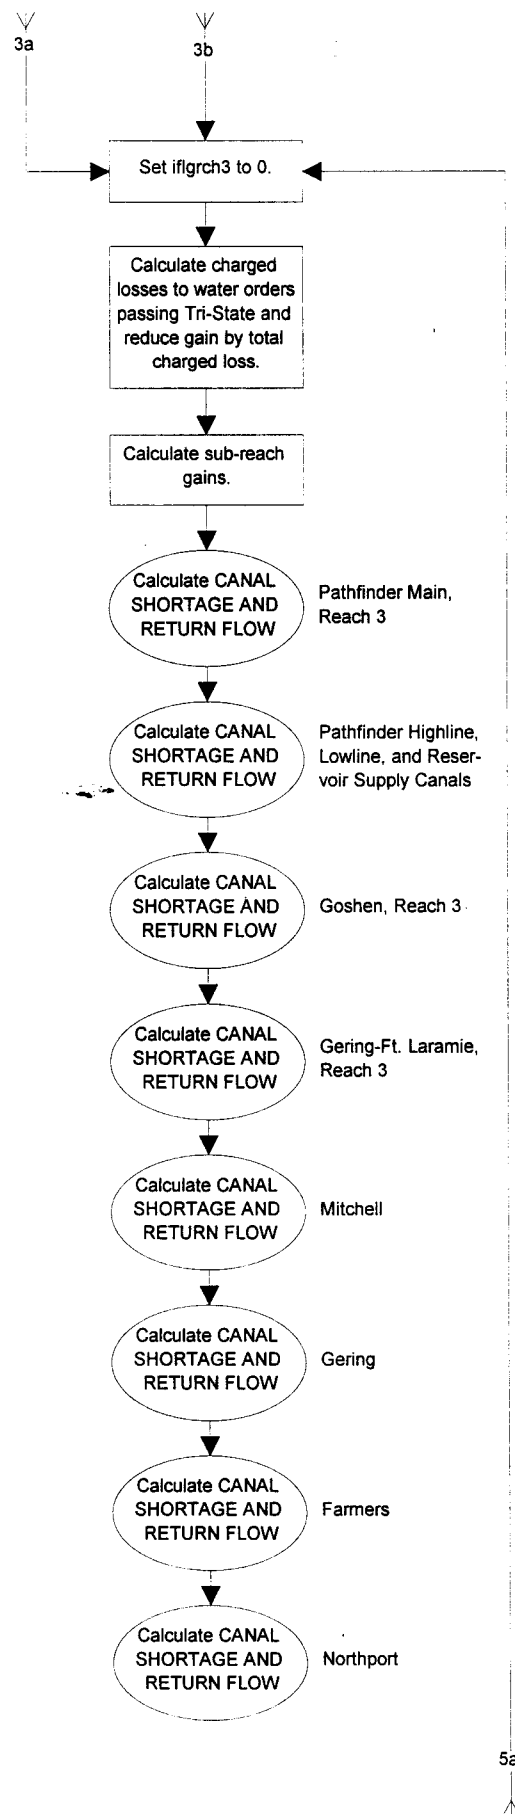 3a
3b
Set iflgrch3 to 0.
Calculate charged
losses to water orders
passing Tri-State and
reduce gain by total
charged loss.
Calculate sub-reach
gains.
Calculate CANAL
SHORTAGE AND
RETURN FLOW
Pathfinder Main,
Reach 3
Calculate CANAL
SHORTAGE AND
RETURN FLOW
Pathfinder Highline,
Lowline, and Reser-
voir Supply Canals
Calculate CANAL
SHORTAGE AND
RETURN FLOW
Goshen, Reach 3
Calculate CANAL
SHORTAGE AND
RETURN FLOW
Gering-Ft. Laramie,
Reach 3
Calculate CANAL
SHORTAGE AND
RETURN FLOW
Mitchell
Calculate CANAL
SHORTAGE AND
RETURN FLOW
Gering
Calculate CANAL
SHORTAGE AND
RETURN FLOW
Farmers
Calculate CANAL
SHORTAGE AND
RETURN FLOW
Northport
5a